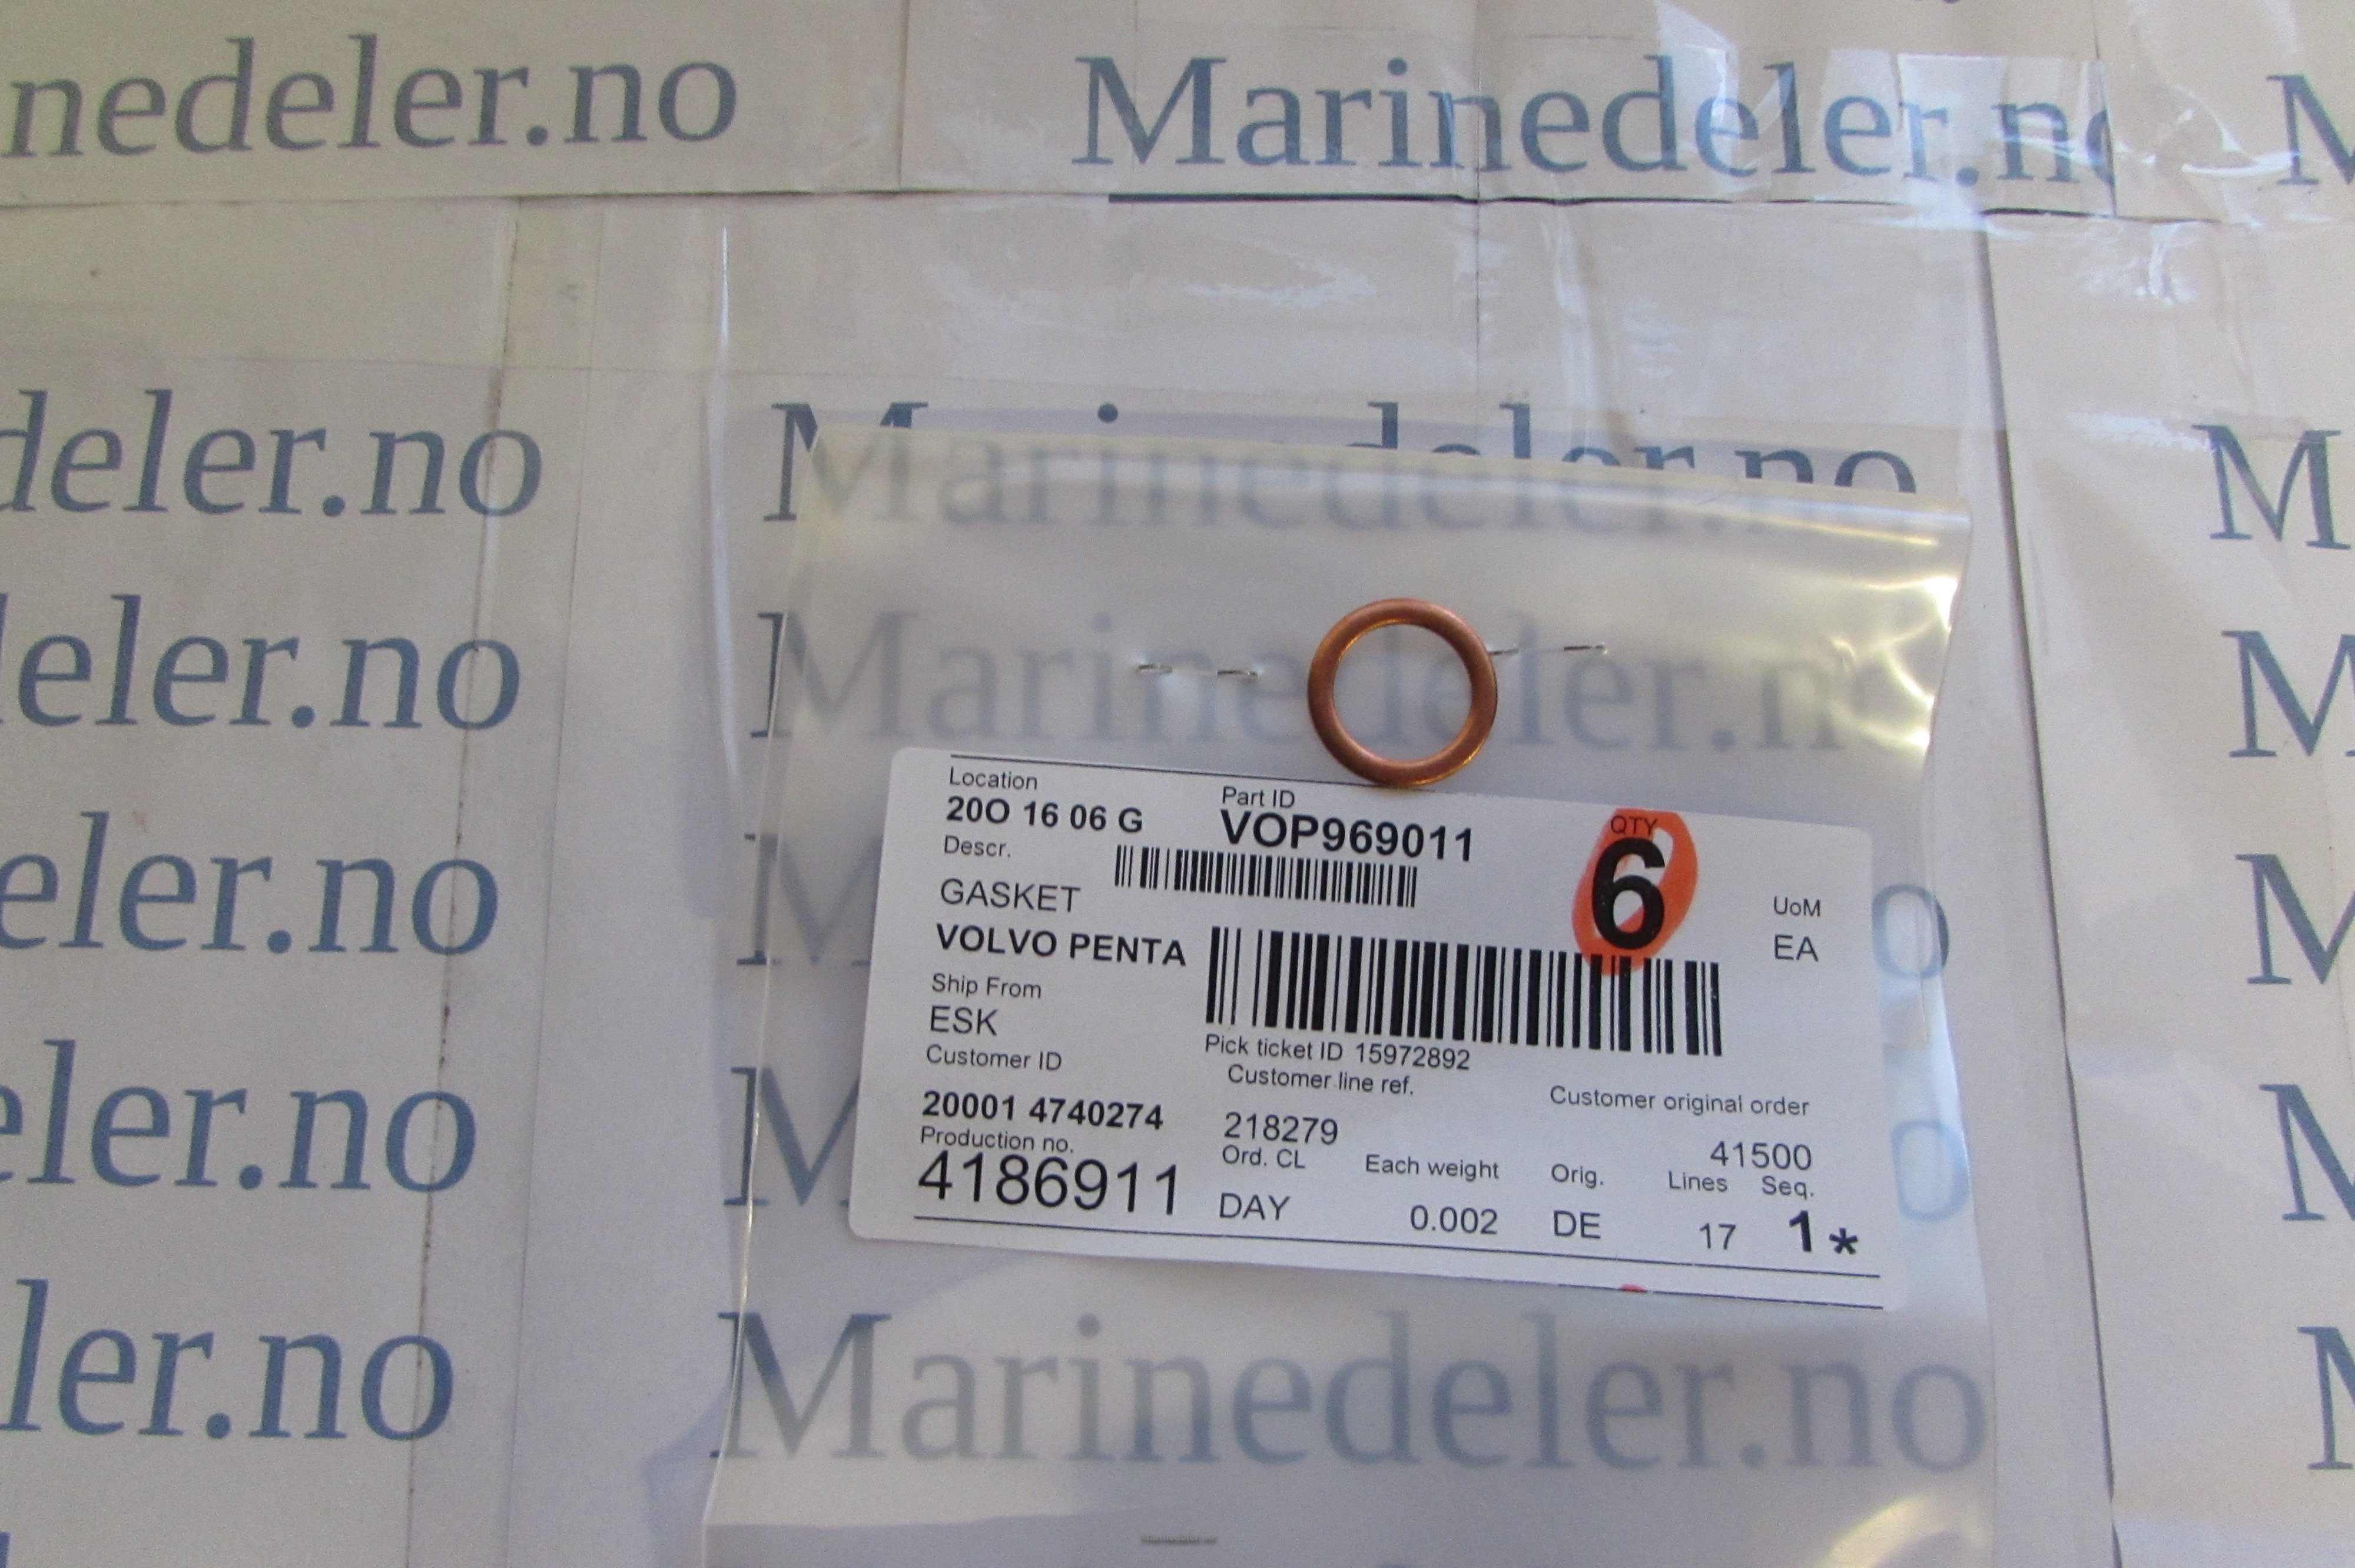 nedeler.no Marinedeler.no M
deler.no Marinedeler.no M
eler.no Marinedeler.no M
Location
20O 16 06 G
Part ID
VOP969011
QTY
6
Descr.
GASKET
UoM
EA
VOLVO PENTA
Ship From
ESK
Pick ticket ID 15972892
Customer ID
20001 4740274
Customer line ref.
218279
Customer original order
41500
Production no.
4186911
Ord. CL
DAY
Each weight
0.002
Orig.
DE
Lines
17
Seq.
1*
eler.no M o M
eler.no M o M
ler.no Marinedeler.no M